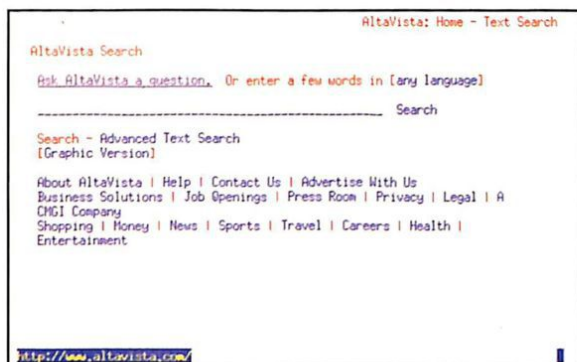 AltaVista: Home - Text Search
AltaVista Search
Ask AltaVista a question. Or enter a few words in [any language]
Search
Search - Advanced Text Search
[Graphic Version]
About AltaVista | Help | Contact Us | Advertise With Us
Business Solutions | Job Openings | Press Room | Privacy | Legal | A
CMGI Company
Shopping | Money | News | Sports | Travel | Careers | Health |
Entertainment
http://www.altavista.com/